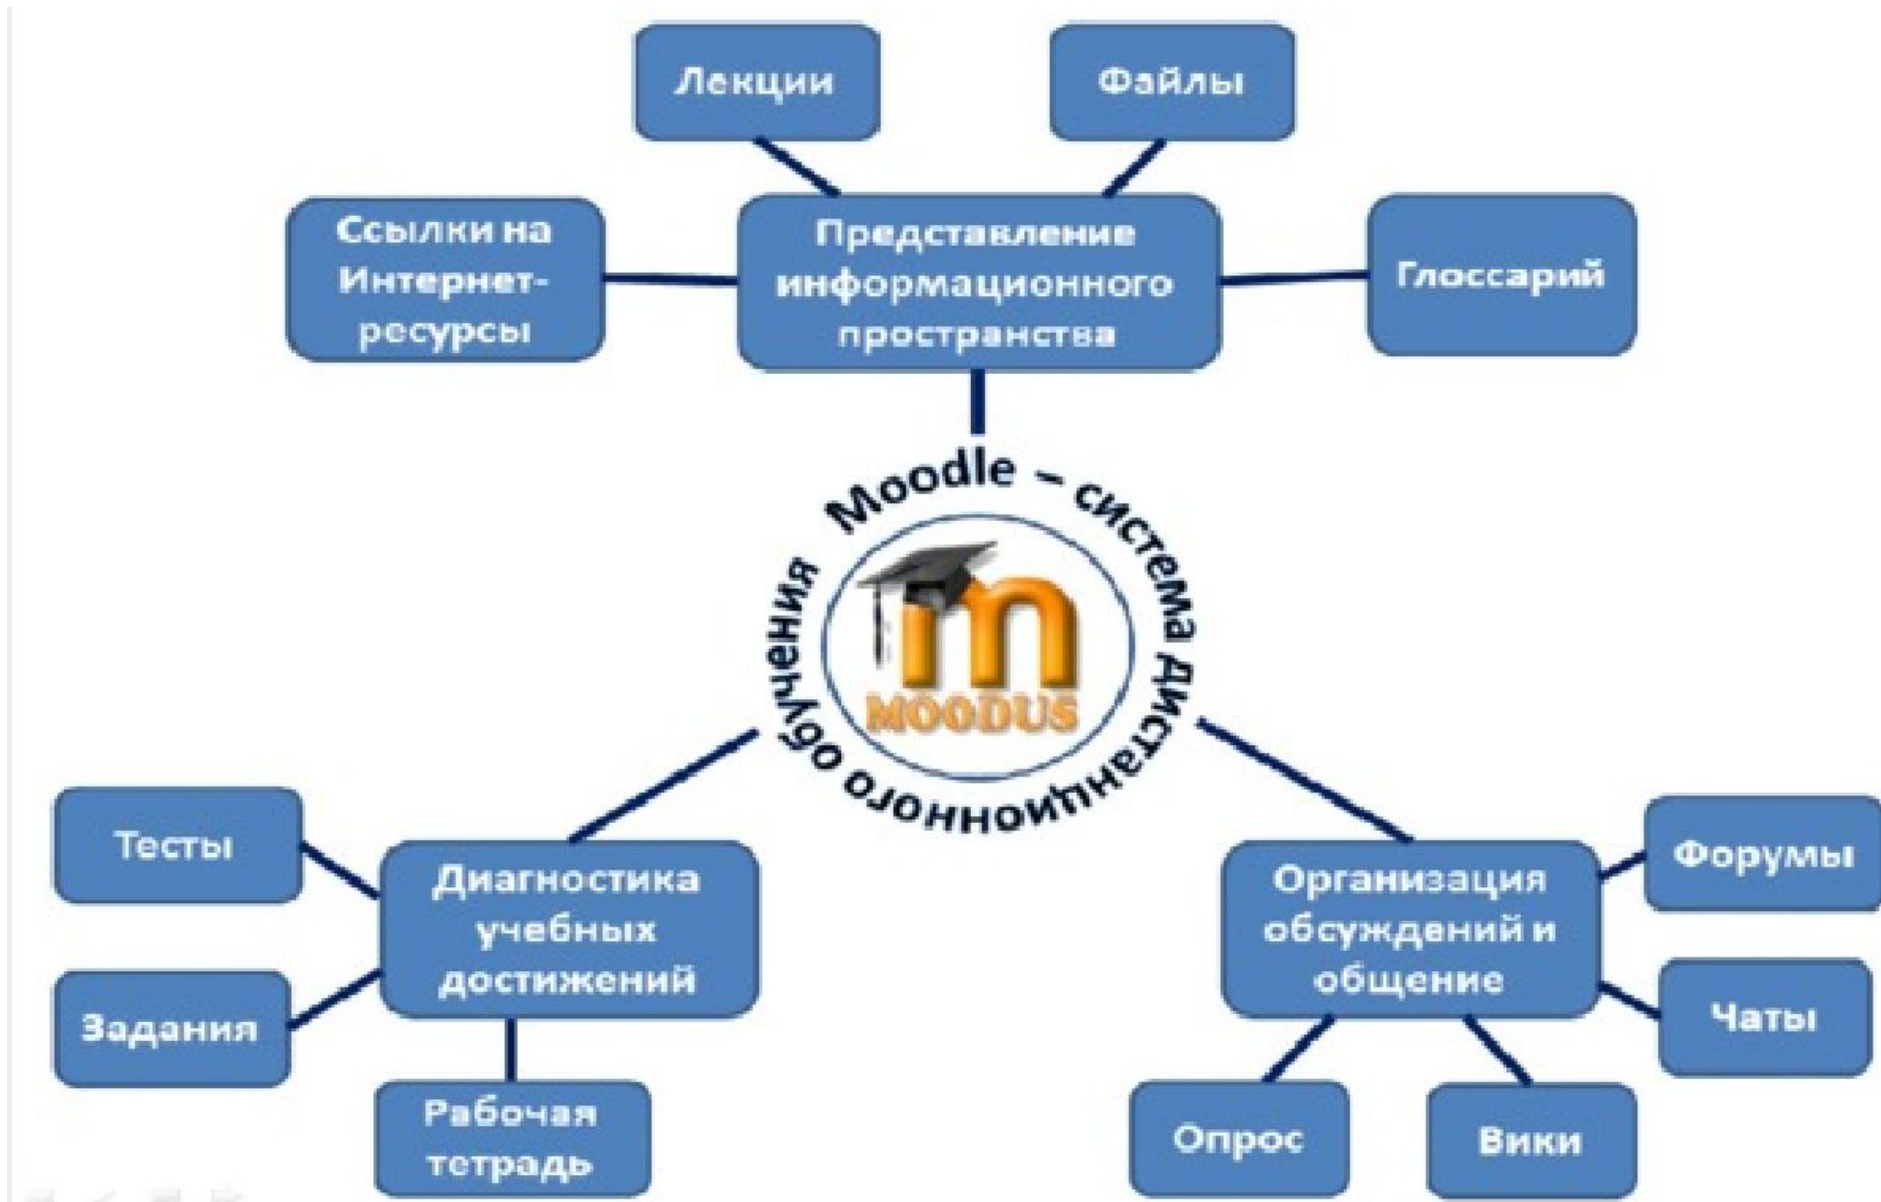 Лекции
Файлы
Ссылки на
Интернет-
ресурсы
Представление
информационного
пространства
Глоссарий
Moodle – система дистанционного обучения
MOODUS
Тесты
Диагностика
учебных
достижений
Задания
Рабочая
тетрадь
Организация
обсуждений и
общение
Форумы
Чаты
Опрос
Вики